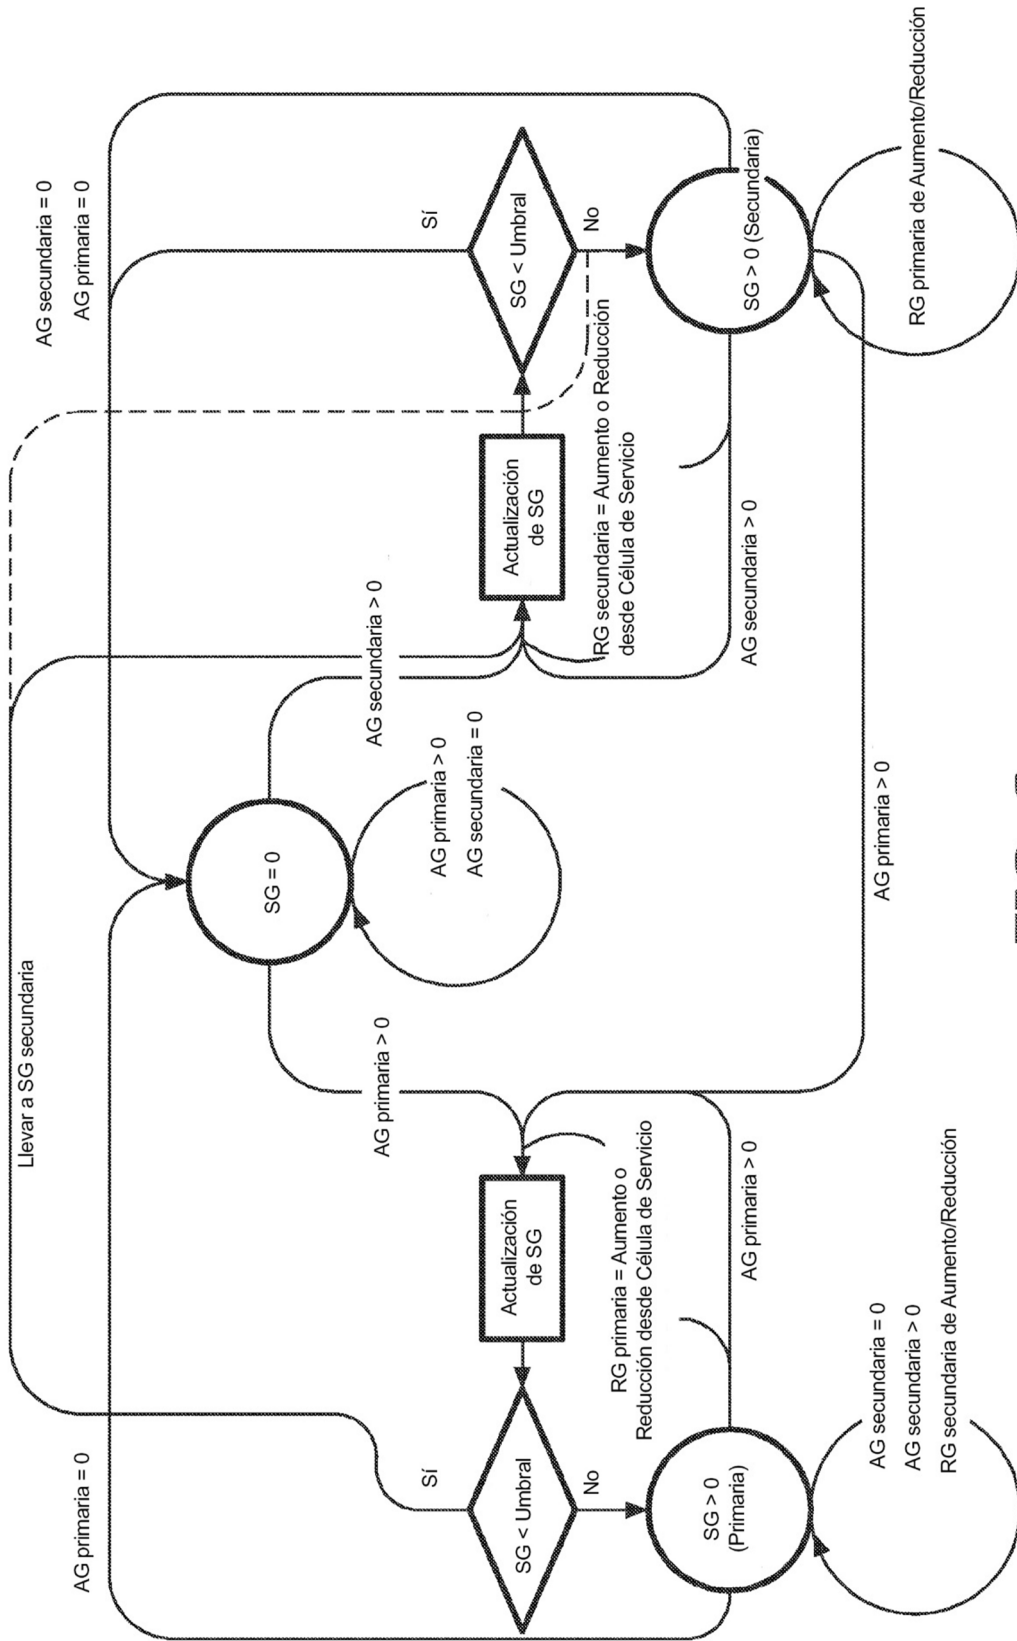 Llevar a SG secundaria
AG primaria = 0
AG secundaria = 0
AG primaria = 0
SG = 0
AG primaria > 0
AG secundaria > 0
AG primaria > 0
AG secundaria = 0
Sí
SG < Umbral
No
Actualización
de SG
RG primaria = Aumento o
Reducción desde Célula de Servicio
AG primaria > 0
SG > 0
(Primaria)
AG secundaria = 0
AG secundaria > 0
RG secundaria de Aumento/Reducción
Actualización
de SG
RG secundaria = Aumento o Reducción
desde Célula de Servicio
Sí
SG < Umbral
No
AG secundaria > 0
SG > 0 (Secundaria)
AG primaria > 0
RG primaria de Aumento/Reducción